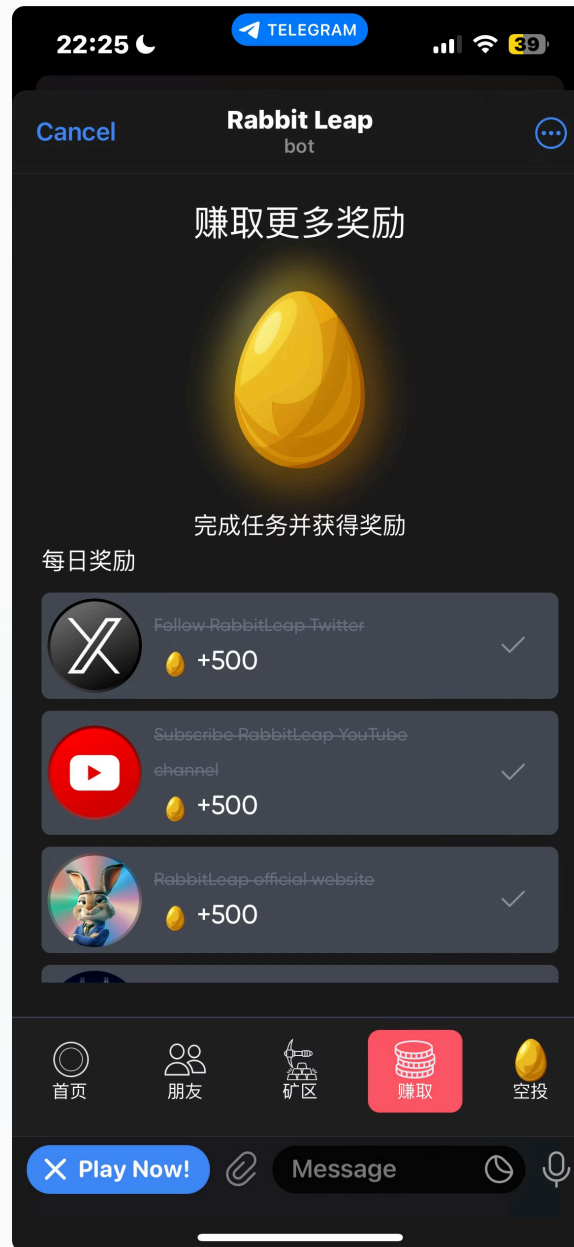 22:25
TELEGRAM
39
Cancel
Rabbit Leap
bot
赚取更多奖励
完成任务并获得奖励
每日奖励
Follow RabbitLeap Twitter
+500
Subscribe RabbitLeap YouTube
channel
+500
RabbitLeap official website
+500
首页
朋友
矿区
赚取
空投
Play Now!
Message